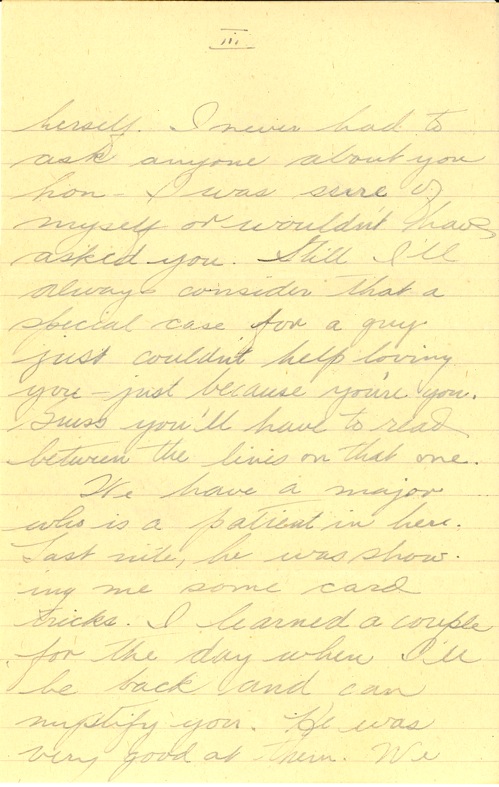 iii
herself. I never had to
ask anyone about you
hon - I was sure of
myself or wouldn't have
asked you. Still I'll
always consider that a
special case for a guy
just couldn't help loving
you - just because you're you.
Guess you'll have to read
between the lines on that one.
We have a major
who is a patient in here.
Last nite, he was show-
ing me some card
tricks. I learned a couple
for the day when I'll
be back and can
mystify you. He was
very good at them. We